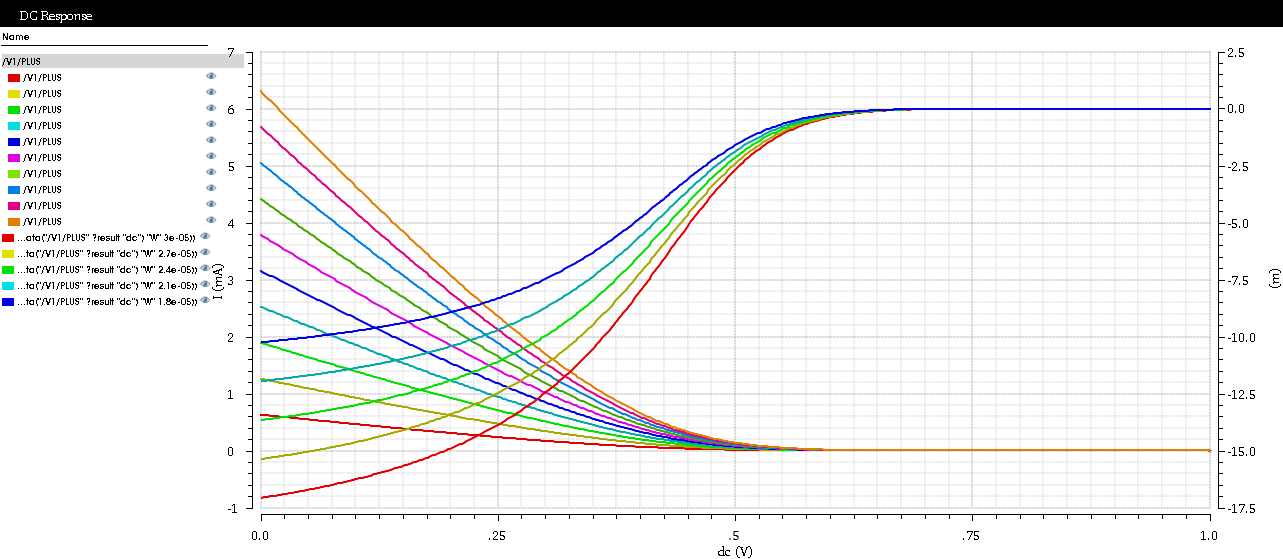 DC Response
Name
/V1/PLUS
/V1/PLUS
/V1/PLUS
/V1/PLUS
/V1/PLUS
/V1/PLUS
/V1/PLUS
/V1/PLUS
/V1/PLUS
/V1/PLUS
/V1/PLUS
...ata("/V1/PLUS" ?result "dc") "W" 3e-05))
...ta("/V1/PLUS" ?result "dc") "W" 2.7e-05))
...ta("/V1/PLUS" ?result "dc") "W" 2.4e-05))
...ta("/V1/PLUS" ?result "dc") "W" 2.1e-05))
...ta("/V1/PLUS" ?result "dc") "W" 1.8e-05))
7
6
5
4
3
2
1
0
-1
I (mA)
2.5
0.0
-2.5
-5.0
-7.5
-10.0
-12.5
-15.0
-17.5
(m)
0.0 .25 .5 .75 1.0
dc (V)